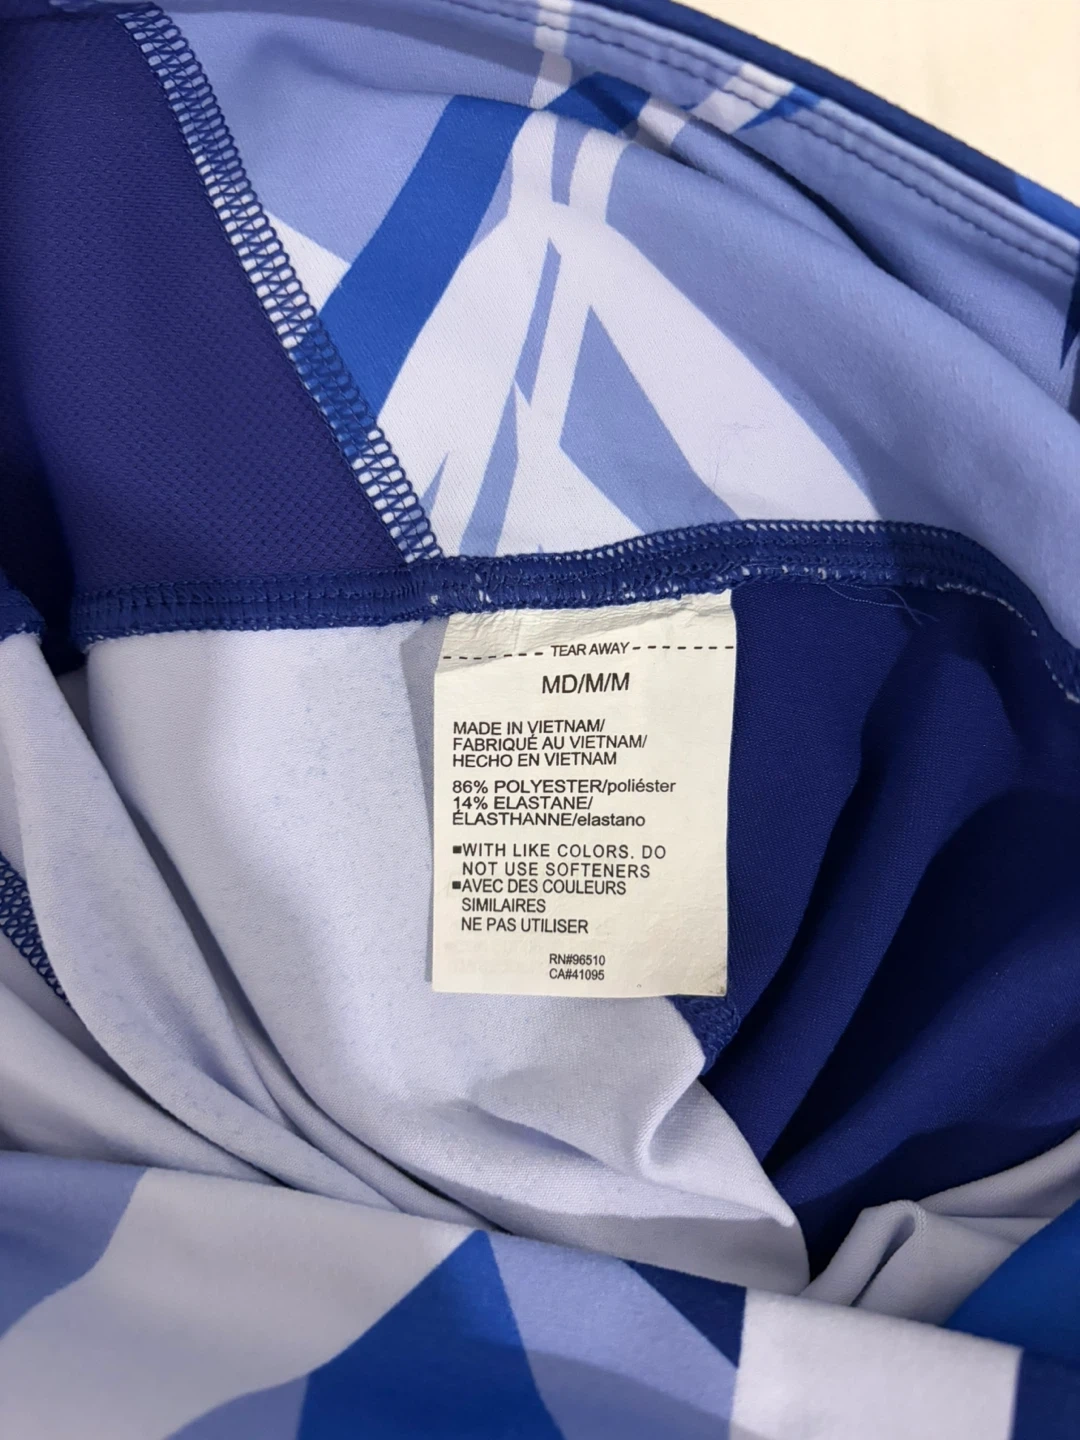 TEAR AWAY
MD/M/M
MADE IN VIETNAM/
FABRIQUÉ AU VIETNAM/
HECHO EN VIETNAM
86% POLYESTER/poliéster
14% ELASTANE/
ÉLASTHANNE/elastano
▪WITH LIKE COLORS. DO
NOT USE SOFTENERS
▪AVEC DES COULEURS
SIMILAIRES
NE PAS UTILISER
RN#96510
CA#41095